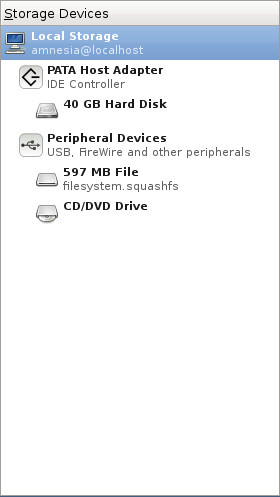 Storage Devices
Local Storage
amnesia@localhost
PATA Host Adapter
IDE Controller
40 GB Hard Disk
Peripheral Devices
USB, FireWire and other peripherals
597 MB File
filesystem.squashfs
CD/DVD Drive